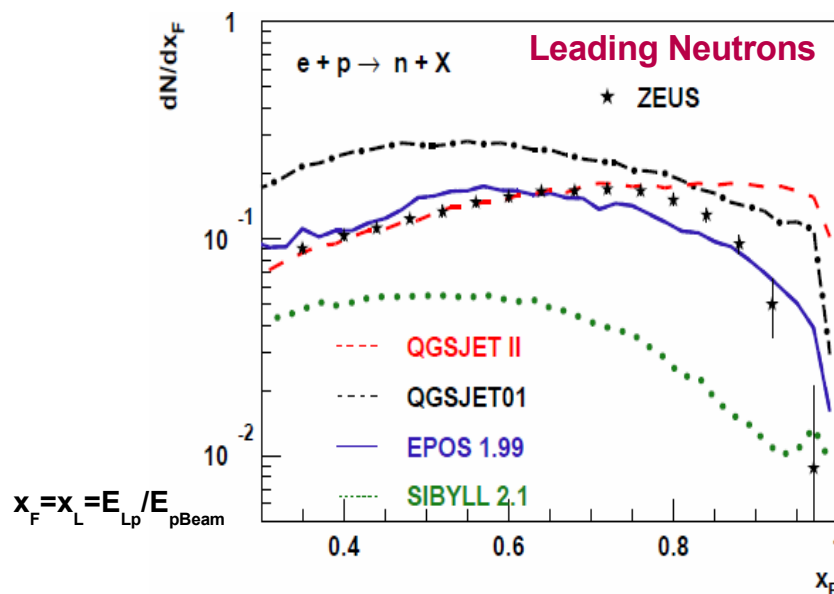 Leading Neutrons
e + p → n + X
★ ZEUS
dN/dx_F
1
10^-1
10^-2
QGSJET II
QGSJET01
EPOS 1.99
SIBYLL 2.1
x_F=x_L=E_Lp/E_pBeam
0.4 0.6 0.8 1
x_F